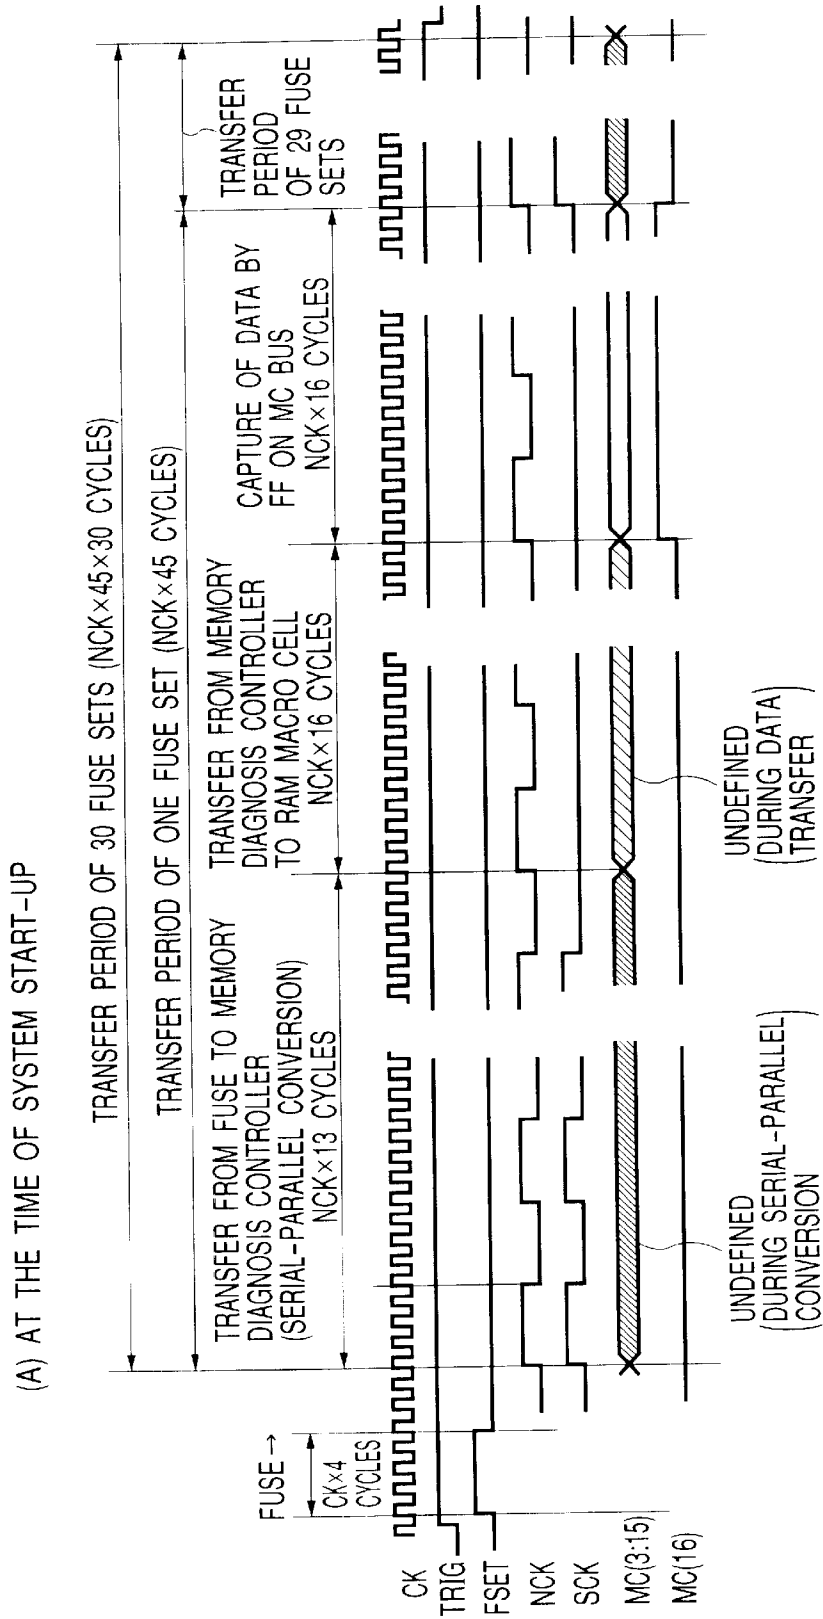 (A) AT THE TIME OF SYSTEM START-UP
TRANSFER PERIOD OF 30 FUSE SETS (NCK×45×30 CYCLES)
TRANSFER PERIOD OF ONE FUSE SET (NCK×45 CYCLES)
TRANSFER
PERIOD
OF 29 FUSE
SETS
TRANSFER FROM FUSE TO MEMORY
DIAGNOSIS CONTROLLER
(SERIAL-PARALLEL CONVERSION)
NCK×13 CYCLES
TRANSFER FROM MEMORY
DIAGNOSIS CONTROLLER
TO RAM MACRO CELL
NCK×16 CYCLES
CAPTURE OF DATA BY
FF ON MC BUS
NCK×16 CYCLES
FUSE→
CK×4
CYCLES
CK
TRIG
FSET
NCK
SCK
MC(3:15)
MC(16)
UNDEFINED
(DURING SERIAL-PARALLEL)
CONVERSION
UNDEFINED
(DURING DATA)
TRANSFER